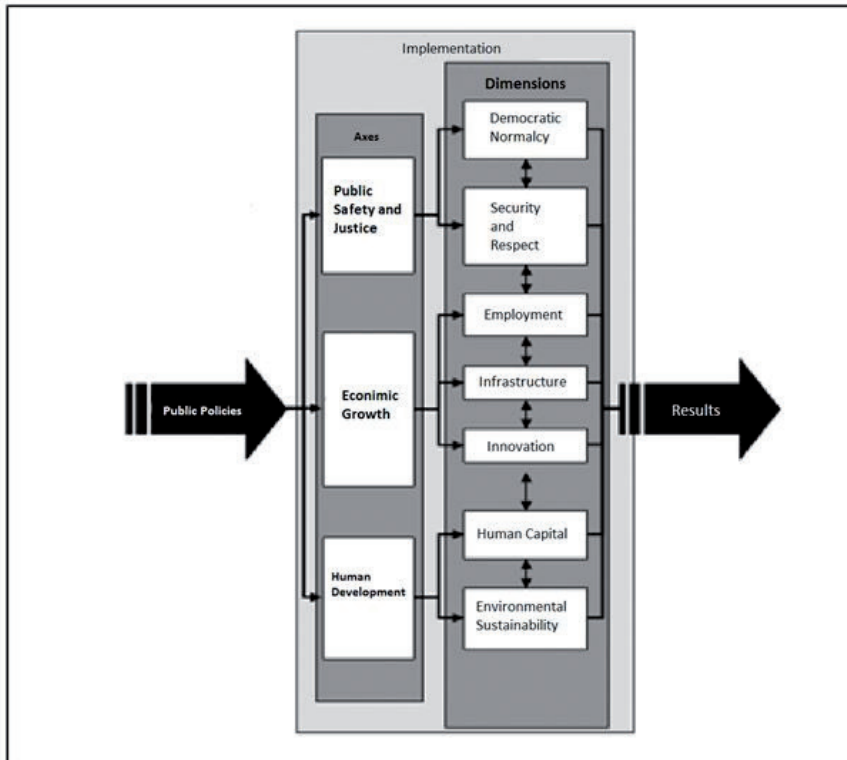 Implementation
Dimensions
Axes
Democratic
Normalcy
Public
Safety and
Justice
Security
and
Respect
Employment
Econimic
Growth
Infrastructure
Innovation
Public Policies
Results
Human
Development
Human Capital
Environmental
Sustainability